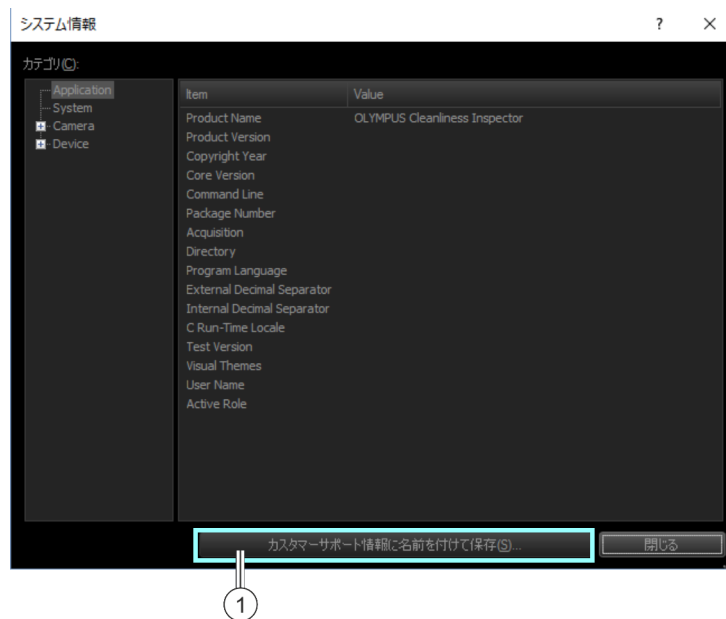 システム情報
? ×
カテゴリ(C):
Application
System
Camera
Device
Item Value
Product Name OLYMPUS Cleanliness Inspector
Product Version
Copyright Year
Core Version
Command Line
Package Number
Acquisition
Directory
Program Language
External Decimal Separator
Internal Decimal Separator
C Run-Time Locale
Test Version
Visual Themes
User Name
Active Role
カスタマーサポート情報に名前を付けて保存(S)... 閉じる
1